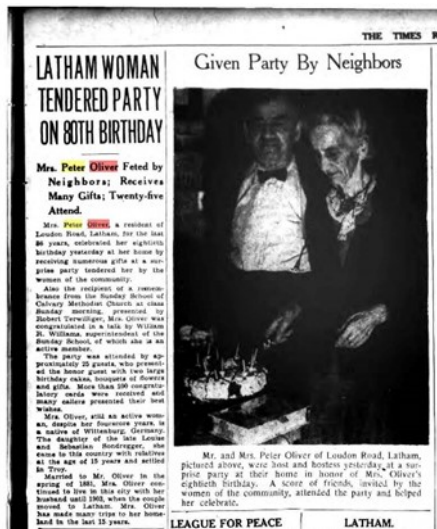 THE TIMES R
LATHAM WOMAN
TENDERED PARTY
ON 80TH BIRTHDAY
Mrs. Peter Oliver Feted by
Neighbors; Receives
Many Gifts; Twenty-five
Attend.
Mrs. Peter Oliver, a resident of
Loudon Road, Latham, for the last
36 years, celebrated her eightieth
birthday yesterday at her home by
receiving numerous gifts at a sur-
prise party tendered her by the
women of the community.
Also the recipient of a remem-
brance from the Sunday School of
Calvary Methodist Church at class
Sunday morning, presented by
Robert Terwilliger, Mrs. Oliver was
congratulated in a talk by William
R. Williams, superintendent of the
Sunday School, of which she is an
active member.
The party was attended by ap-
proximately 25 guests, who present-
ed the honor guest with two large
birthday cakes, bouquets of flowers
and gifts. More than 100 congratu-
latory cards were received and
many callers presented their best
wishes.
Mrs. Oliver, still an active wom-
an, despite her fourscore years, is
a native of Wittenburg, Germany.
The daughter of the late Louise
and Sebastian Sondregger, she
came to this country with relatives
at the age of 15 years and settled
in Troy.
Married to Mr. Oliver in the
spring of 1881, Mrs. Oliver con-
tinued to live in this city with her
husband until 1903, when the couple
moved to Latham. Mrs. Oliver
has made many trips to her home-
land in the last 15 years.
Given Party By Neighbors
Mr. and Mrs. Peter Oliver of Loudon Road, Latham,
pictured above, were host and hostess yesterday at a sur-
prise party at their home in honor of Mrs. Oliver's
eightieth birthday. A score of friends, invited by the
women of the community, attended the party and helped
her celebrate.
LEAGUE FOR PEACE
LATHAM.